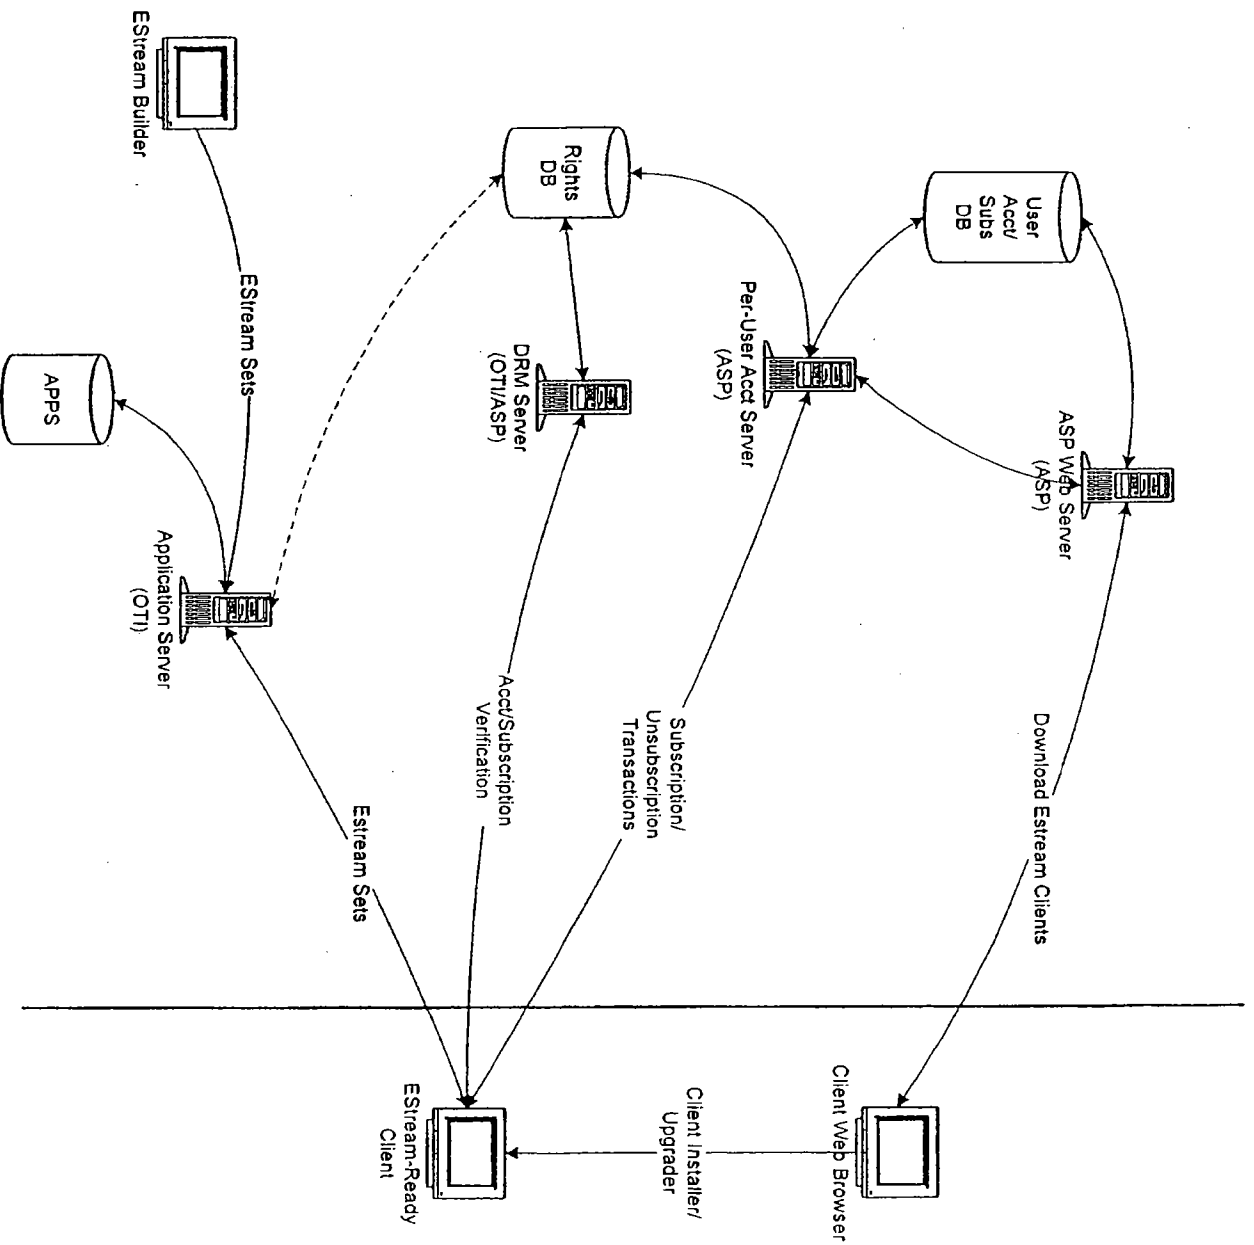 Client Web Browser
Client Installer/
Upgrader
EStream-Ready
Client
Download Estream Clients
Subscription/
Unsubscription
Transactions
Acct/Subscription
Verification
Estream Sets
ASP Web Server
(ASP)
Per-User Acct Server
(ASP)
DRM Server
(OTI/ASP)
Application Server
(OTI)
User
Acct/
Subs
DB
Rights
DB
EStream Sets
APPS
EStream Builder